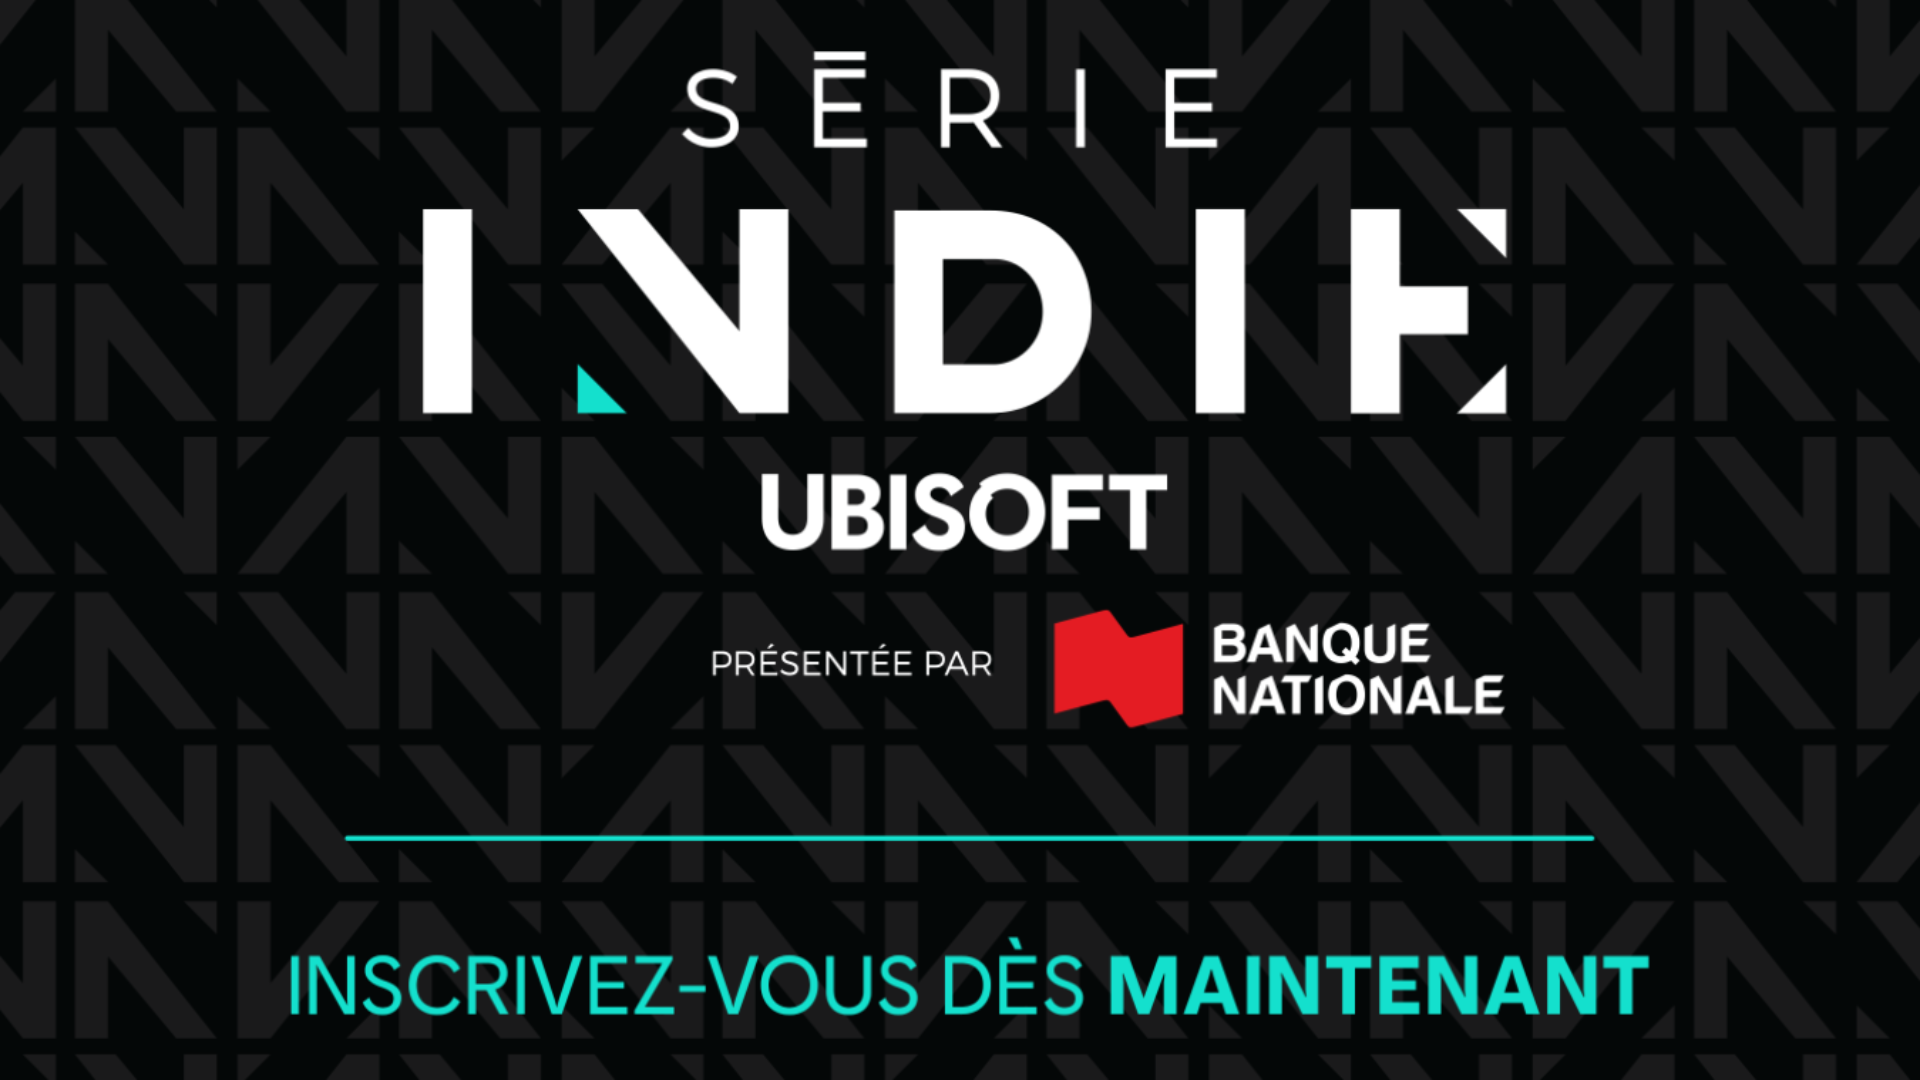 SĒRIE
INDIE
UBISOFT
PRÉSENTÉE PAR
BANQUE
NATIONALE
INSCRIVEZ-VOUS DÈS MAINTENANT